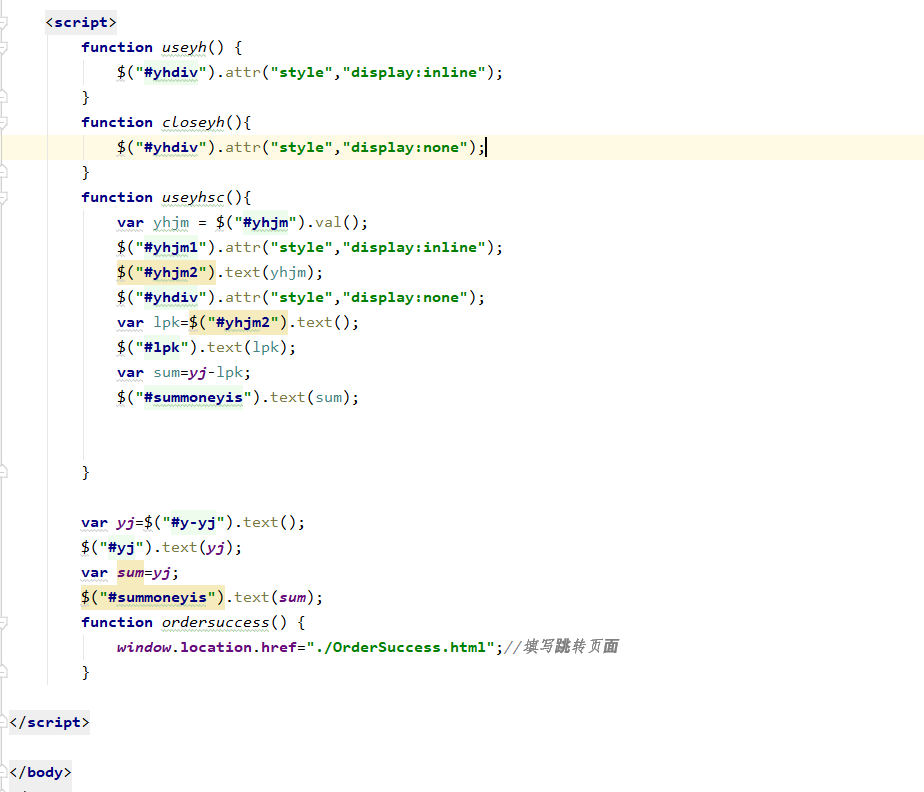 <script>
function useyh() {
$("#yhdiv").attr("style","display:inline");
}
function closeyh(){
$("#yhdiv").attr("style","display:none");
}
function useyhsc(){
var yhjm = $("#yhjm").val();
$("#yhjm1").attr("style","display:inline");
$("#yhjm2").text(yhjm);
$("#yhdiv").attr("style","display:none");
var lpk=$("#yhjm2").text();
$("#lpk").text(lpk);
var sum=yj-lpk;
$("#summoneyis").text(sum);
}
var yj=$("#y-yj").text();
$("#yj").text(yj);
var sum=yj;
$("#summoneyis").text(sum);
function ordersuccess() {
window.location.href="./OrderSuccess.html";//填写跳转页面
}
</script>
</body>